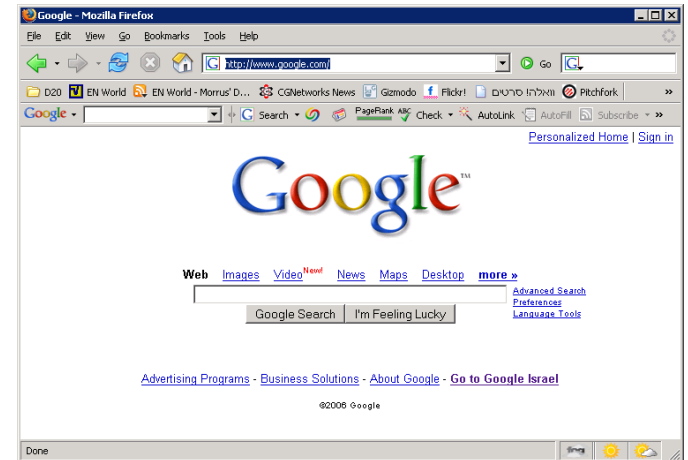 Google - Mozilla Firefox
File Edit View Go Bookmarks Tools Help
http://www.google.com/ Go
D20 EN World EN World - Morrus' D... CGNetworks News Gizmodo Flickr! וואלה! סרטים Pitchfork »
Google Search PageRank ABC Check AutoLink AutoFill Subscribe »
Personalized Home | Sign in
Google™
Web Images Video New! News Maps Desktop more »
Advanced Search
Preferences
Language Tools
Google Search I'm Feeling Lucky
Advertising Programs - Business Solutions - About Google - Go to Google Israel
©2006 Google
Done